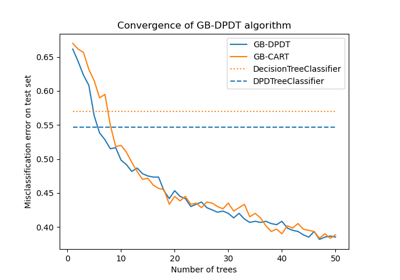 Convergence of GB-DPDT algorithm
GB-DPDT
GB-CART
DecisionTreeClassifier
DPDTreeClassifier
Misclassification error on test set
0.65
0.60
0.55
0.50
0.45
0.40
0
10
20
30
40
50
Number of trees